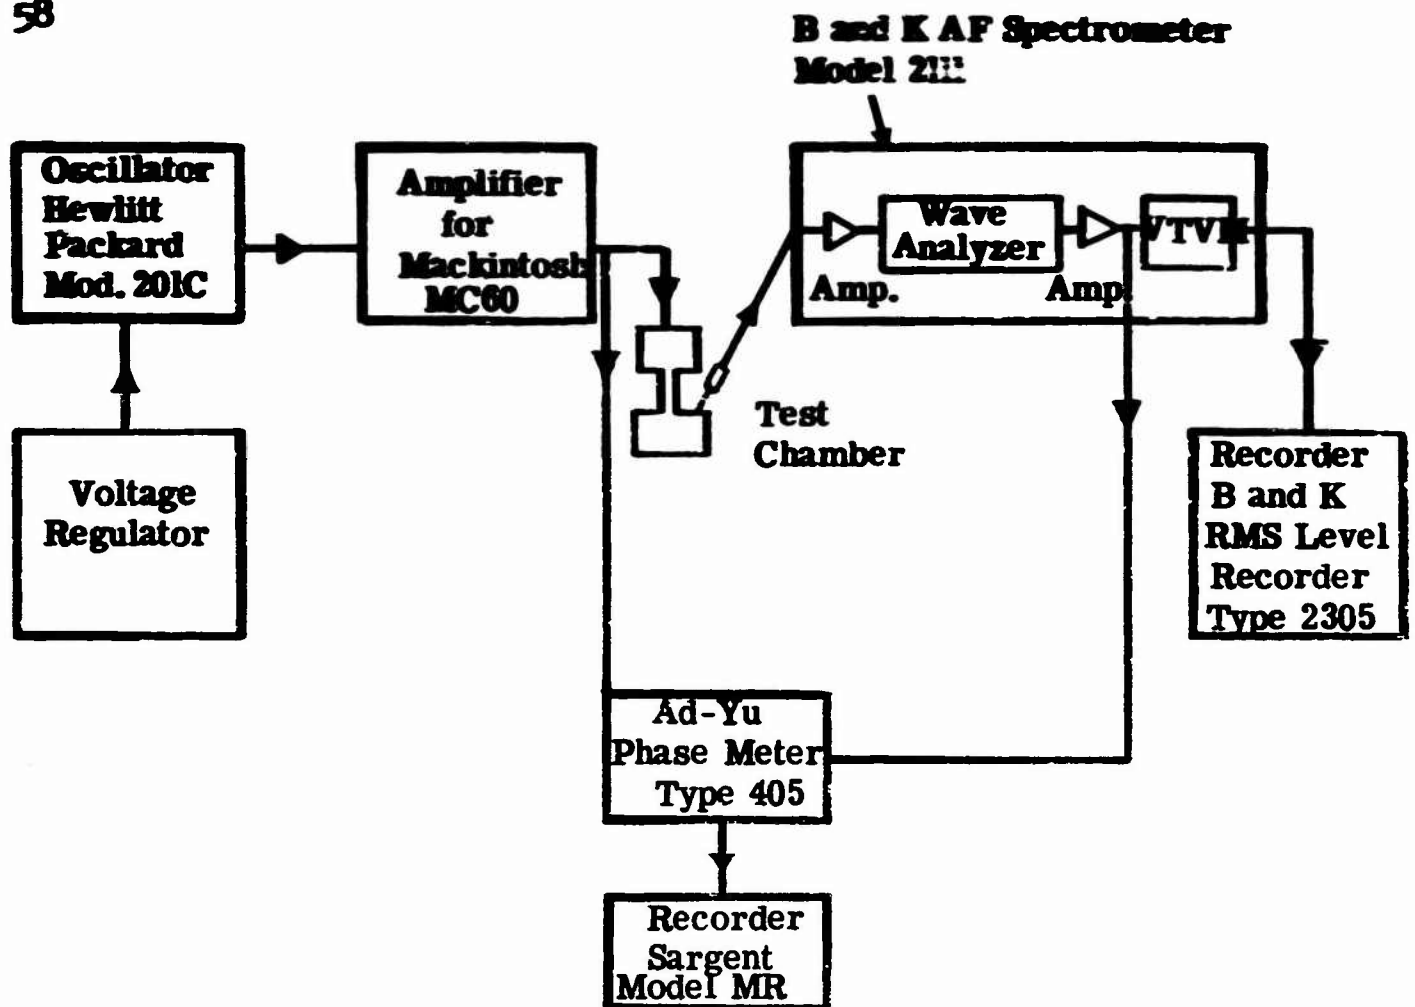 58
B and K AF Spectrometer
Model
Oscillator
Hewlitt
Packard
Mod. 201C
Amplifier
for
Mackintosh
MC60
Wave
Analyzer
VTVM
Amp.
Amp
Test
Chamber
Voltage
Regulator
Recorder
B and K
RMS Level
Recorder
Type 2305
Ad-Yu
Phase Meter
Type 405
Recorder
Sargent
Model MR